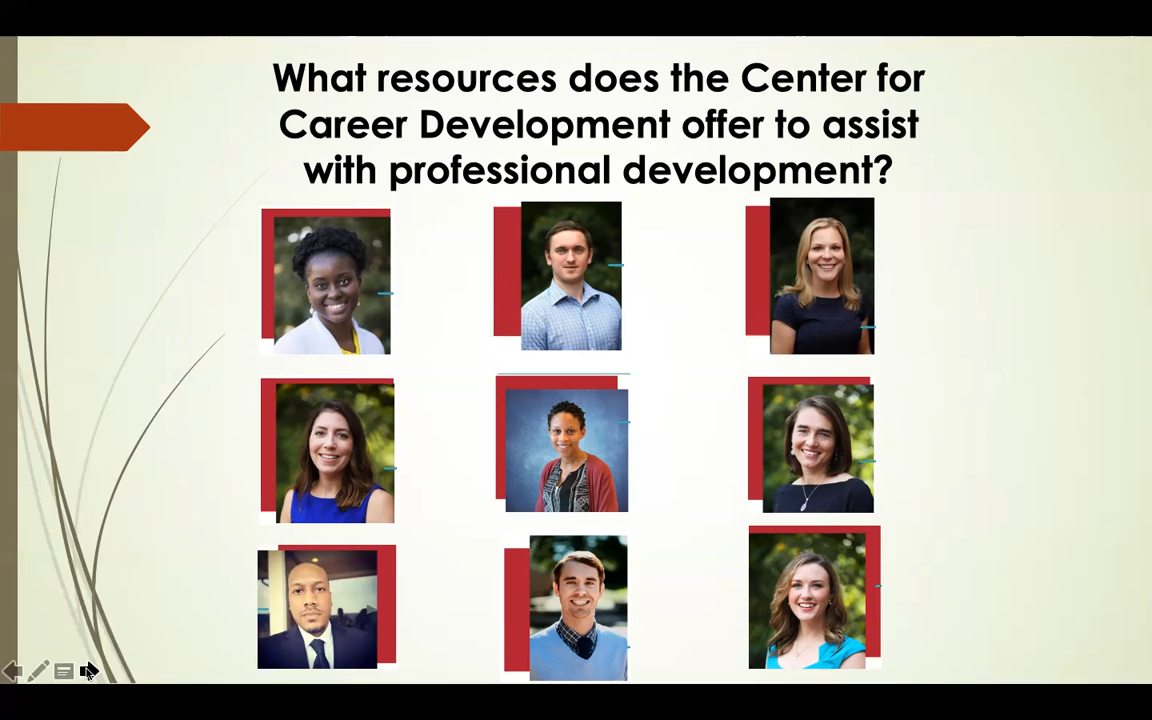 What resources does the Center for
Career Development offer to assist
with professional development?